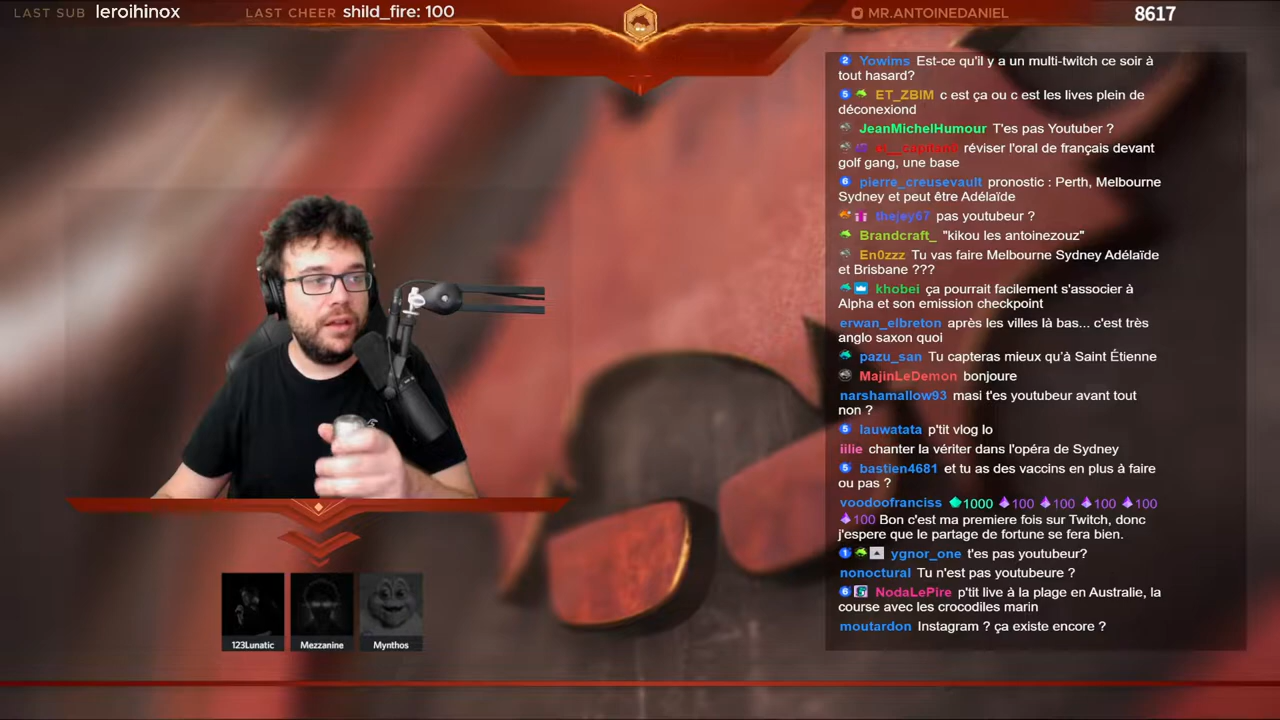 LAST SUB leroihinox LAST CHEER shild_fire: 100 MR.ANTOINEDANIEL 8617
2 Yowims Est-ce qu'il y a un multi-twitch ce soir à
tout hasard?
5 ET_ZBIM c est ça ou c est les lives plein de
déconexiond
JeanMichelHumour T'es pas Youtuber ?
réviser l'oral de français devant
golf gang, une base
6 pierre_creusevault pronostic : Perth, Melbourne
Sydney et peut être Adélaïde
thejey67 pas youtubeur ?
Brandcraft_ "kikou les antoinezouz"
En0zzz Tu vas faire Melbourne Sydney Adélaïde
et Brisbane ???
khobei ça pourrait facilement s'associer à
Alpha et son emission checkpoint
erwan_elbreton après les villes là bas... c'est très
anglo saxon quoi
pazu_san Tu capteras mieux qu'à Saint Étienne
MajinLeDemon bonjoure
narshamallow93 masi t'es youtubeur avant tout
non ?
5 lauwatata p'tit vlog lo
iilie chanter la vériter dans l'opéra de Sydney
5 bastien4681 et tu as des vaccins en plus à faire
ou pas ?
voodoofranciss 1000 100 100 100 100
100 Bon c'est ma premiere fois sur Twitch, donc
j'espere que le partage de fortune se fera bien.
1 ygnor_one t'es pas youtubeur?
nonoctural Tu n'est pas youtubeure ?
6 NodaLePire p'tit live à la plage en Australie, la
course avec les crocodiles marin
moutardon Instagram ? ça existe encore ?
123Lunatic Mezzanine Mynthos